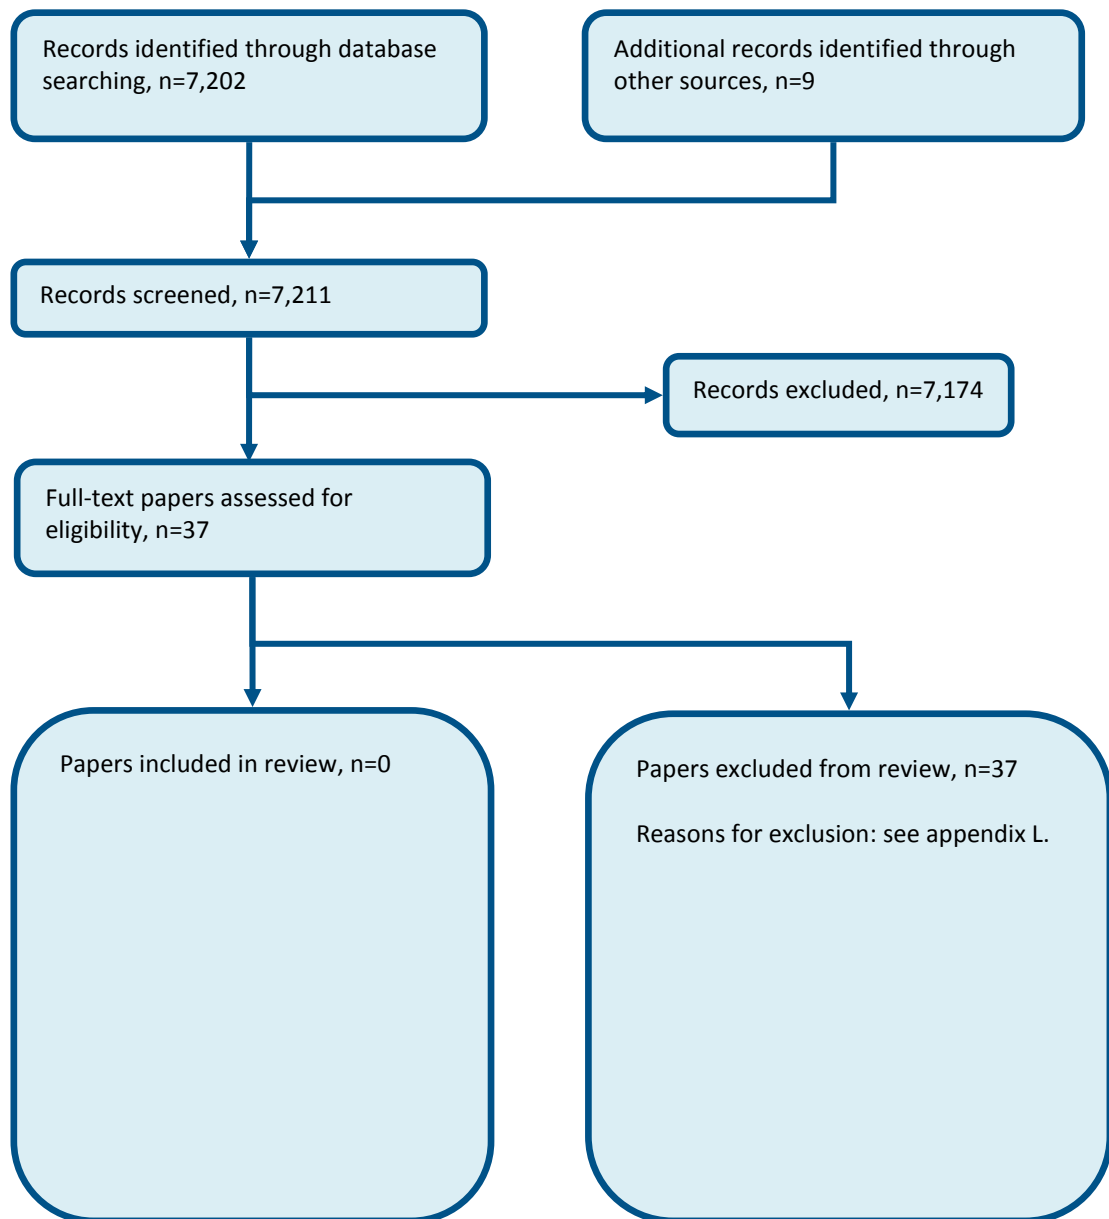 Records identified through database
searching, n=7,202
Additional records identified through
other sources, n=9
Records screened, n=7,211
Records excluded, n=7,174
Full-text papers assessed for
eligibility, n=37
Papers included in review, n=0
Papers excluded from review, n=37
Reasons for exclusion: see appendix L.